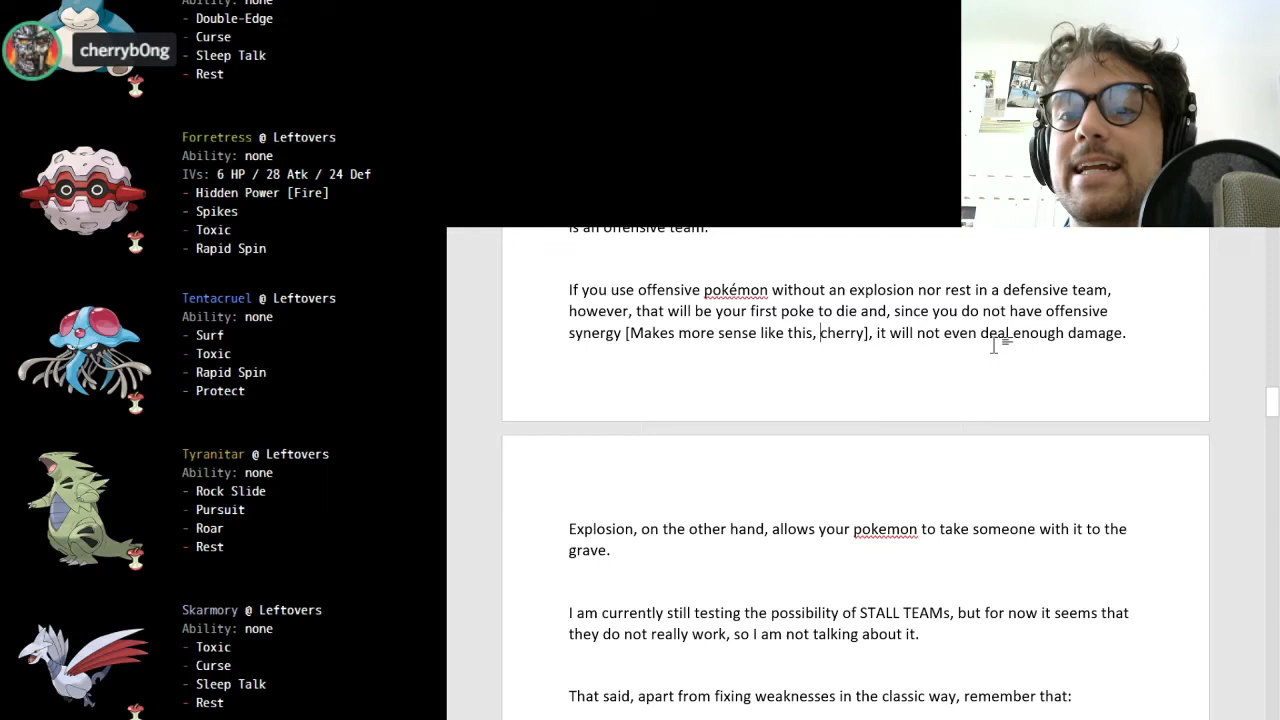 Ability: none
- Double-Edge
- Curse
- Sleep Talk
- Rest
cherryb0ng
Forretress @ Leftovers
Ability: none
IVs: 6 HP / 28 Atk / 24 Def
- Hidden Power [Fire]
- Spikes
- Toxic
- Rapid Spin
Tentacruel @ Leftovers
Ability: none
- Surf
- Toxic
- Rapid Spin
- Protect
Tyranitar @ Leftovers
Ability: none
- Rock Slide
- Pursuit
- Roar
- Rest
Skarmory @ Leftovers
Ability: none
- Toxic
- Curse
- Sleep Talk
- Rest
is an offensive team.
If you use offensive pokémon without an explosion nor rest in a defensive team,
however, that will be your first poke to die and, since you do not have offensive
synergy [Makes more sense like this, cherry], it will not even deal enough damage.
Explosion, on the other hand, allows your pokemon to take someone with it to the
grave.
I am currently still testing the possibility of STALL TEAMs, but for now it seems that
they do not really work, so I am not talking about it.
That said, apart from fixing weaknesses in the classic way, remember that: